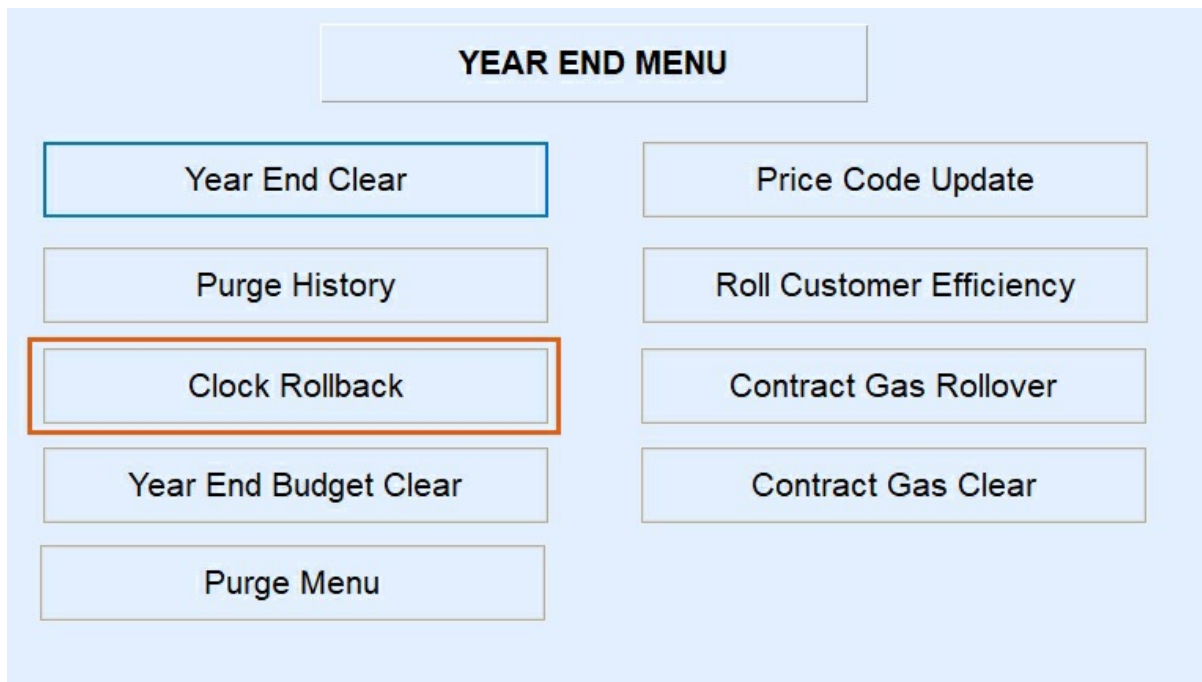 YEAR END MENU
Year End Clear
Price Code Update
Purge History
Roll Customer Efficiency
Clock Rollback
Contract Gas Rollover
Year End Budget Clear
Contract Gas Clear
Purge Menu